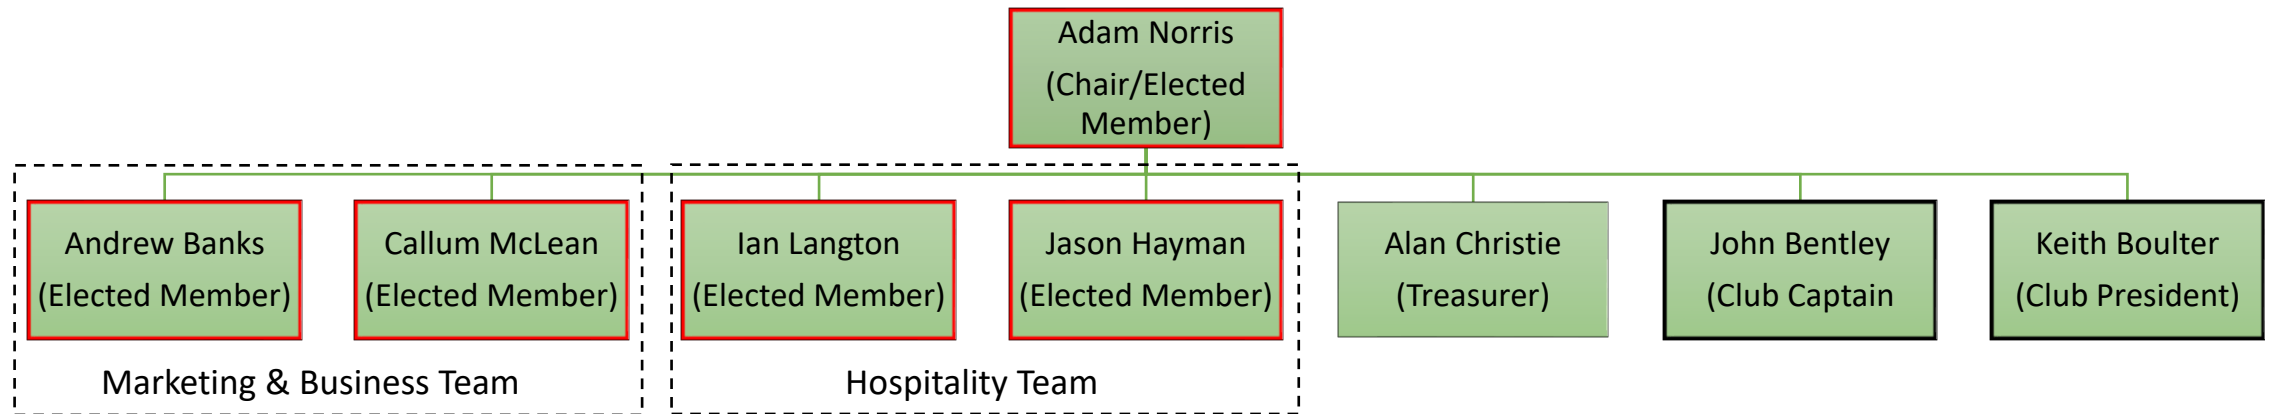 Adam Norris
(Chair/Elected
Member)
Andrew Banks
(Elected Member)
Callum McLean
(Elected Member)
Ian Langton
(Elected Member)
Jason Hayman
(Elected Member)
Alan Christie
(Treasurer)
John Bentley
(Club Captain
Keith Boulter
(Club President)
Marketing & Business Team
Hospitality Team